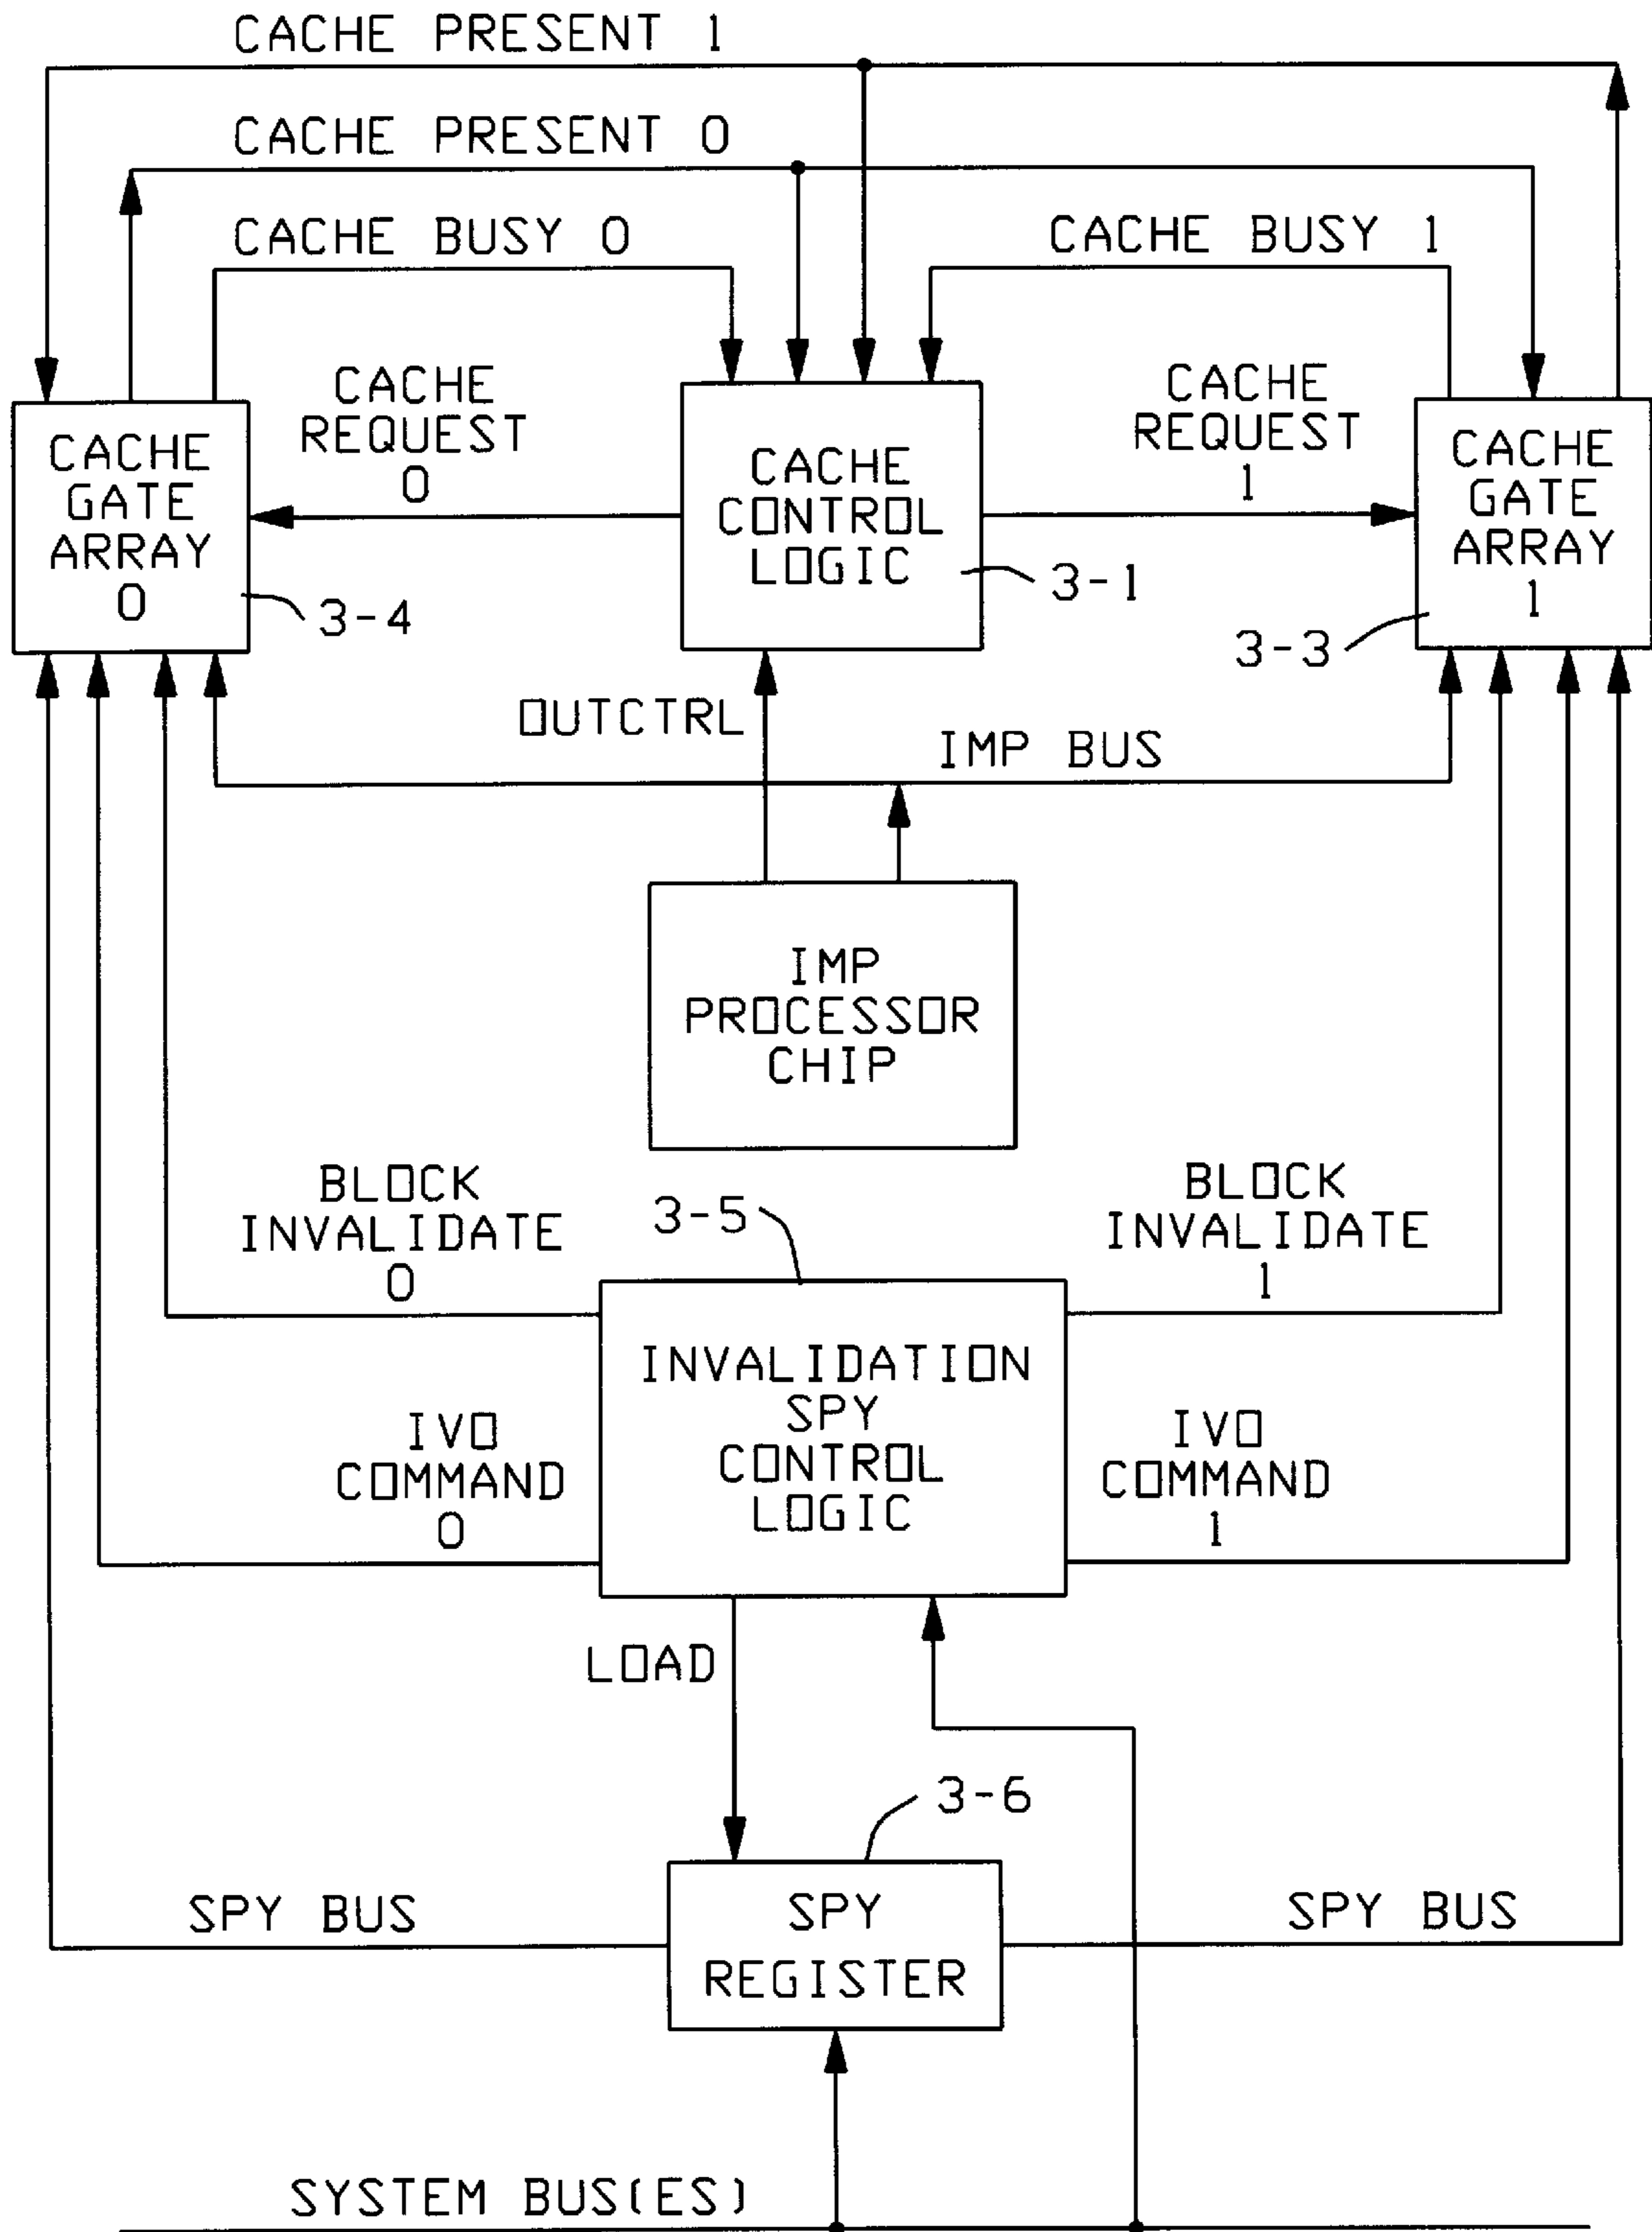 CACHE PRESENT 1
CACHE PRESENT 0
CACHE BUSY 0
CACHE BUSY 1
CACHE
REQUEST
0
CACHE
REQUEST
1
CACHE
GATE
ARRAY
0
CACHE
CONTROL
LOGIC
CACHE
GATE
ARRAY
1
3-4
3-1
3-3
OUTCTRL
IMP BUS
IMP
PROCESSOR
CHIP
BLOCK
INVALIDATE
0
3-5
BLOCK
INVALIDATE
1
INVALIDATION
SPY
CONTROL
LOGIC
IVO
COMMAND
0
IVO
COMMAND
1
LOAD
3-6
SPY BUS
SPY
REGISTER
SPY BUS
SYSTEM BUS(ES)